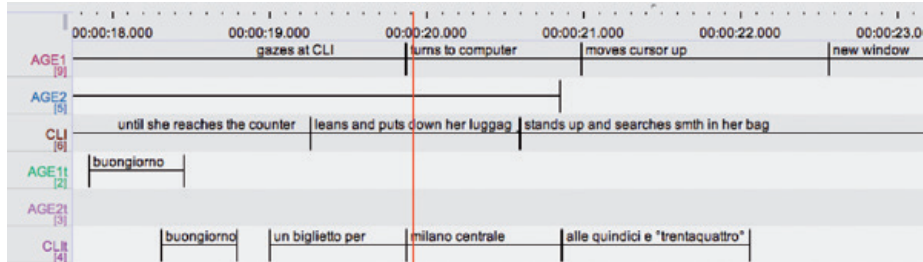 00:00:18.000 00:00:19.000 00:00:20.000 00:00:21.000 00:00:22.000 00:00:23.0
AGE1 gazes at CLI turns to computer moves cursor up new window
[9]
AGE2
[5]
CLI until she reaches the counter leans and puts down her luggag stands up and searches smth in her bag
[6]
AGE1t buongiorno
[2]
AGE2t
[3]
CLIt buongiorno un biglietto per milano centrale alle quindici e "trentaquattro"
[4]